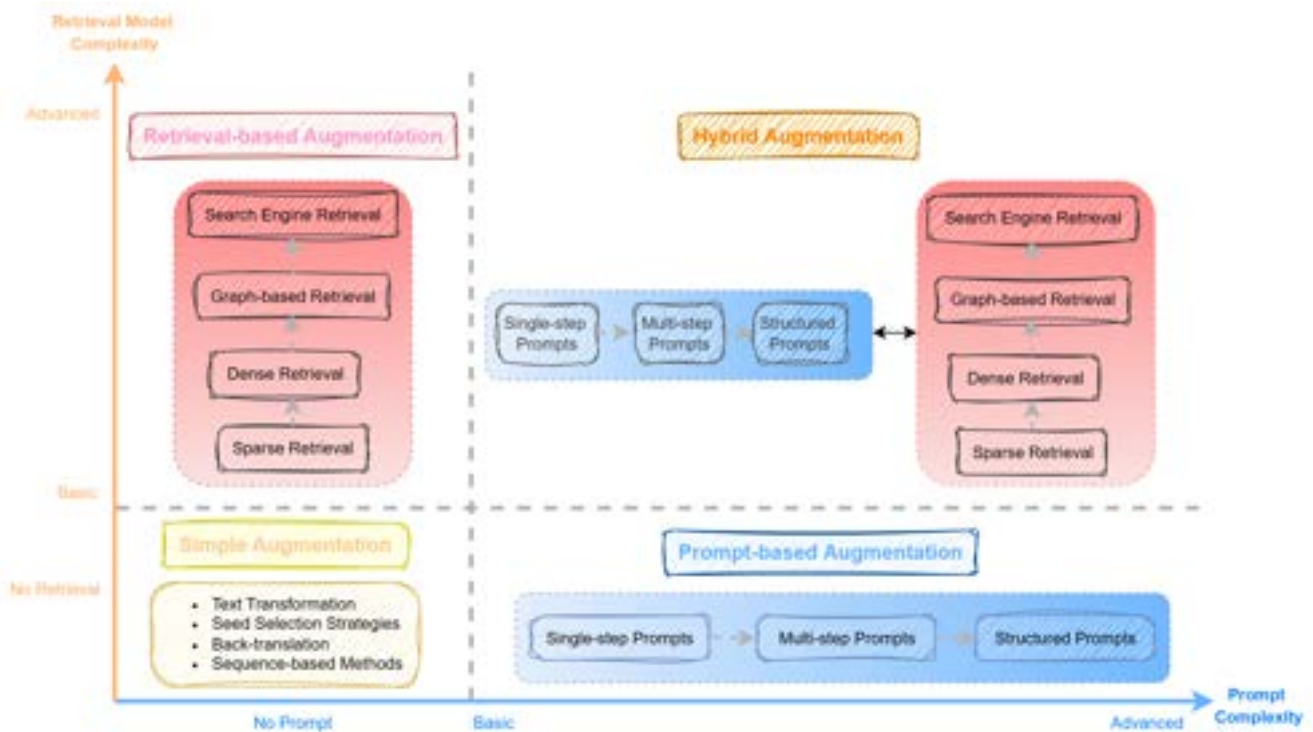 Retrieval Model
Complexity
Advanced
Retrieval-based Augmentation
Hybrid Augmentation
Search Engine Retrieval
Graph-based Retrieval
Dense Retrieval
Sparse Retrieval
Single-step
Prompts
Multi-step
Prompts
Structured
Prompts
Search Engine Retrieval
Graph-based Retrieval
Dense Retrieval
Sparse Retrieval
Basic
Simple Augmentation
Prompt-based Augmentation
No Retrieval
• Text Transformation
• Seed Selection Strategies
• Back-translation
• Sequence-based Methods
Single-step Prompts
Multi-step Prompts
Structured Prompts
No Prompt
Basic
Advanced
Prompt
Complexity